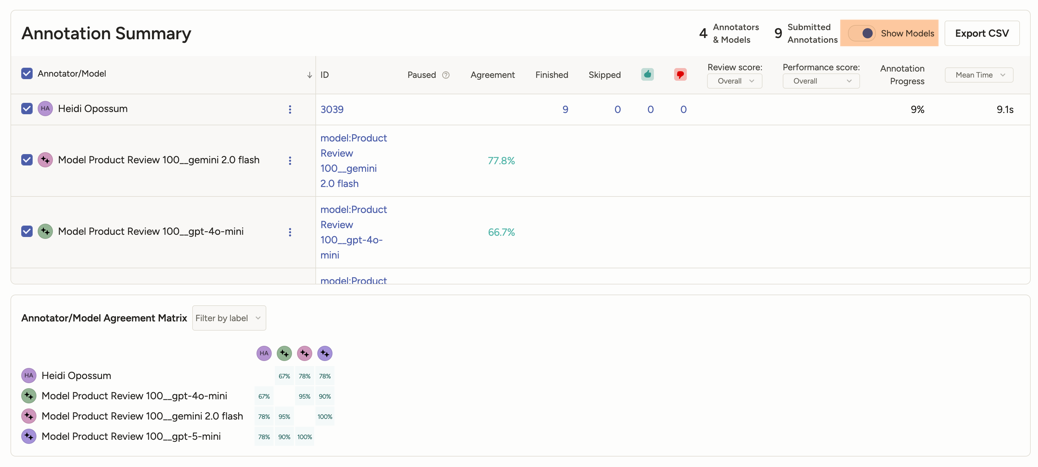 Annotation Summary
4 Annotators & Models
9 Submitted Annotations
Show Models
Export CSV
Annotator/Model ↓ ID Paused Agreement Finished Skipped Review score: Overall Performance score: Overall Annotation Progress Mean Time
HA Heidi Opossum 3039 9 0 0 0 9% 9.1s
Model Product Review 100__gemini 2.0 flash
model:Product
Review
100__gemini
2.0 flash
77.8%
Model Product Review 100__gpt-4o-mini
model:Product
Review
100__gpt-4o-
mini
66.7%
model:Product
Annotator/Model Agreement Matrix Filter by label
HA
HA Heidi Opossum 67% 78% 78%
Model Product Review 100__gpt-4o-mini 67% 95% 90%
Model Product Review 100__gemini 2.0 flash 78% 95% 100%
Model Product Review 100__gpt-5-mini 78% 90% 100%